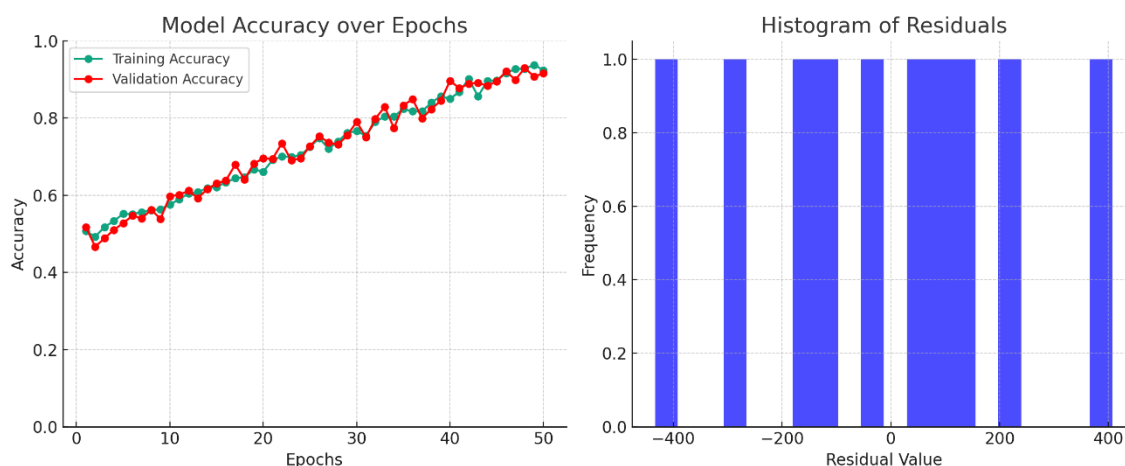 Model Accuracy over Epochs
1.0
0.8
0.6
0.4
0.2
0.0
Accuracy
Training Accuracy
Validation Accuracy
0 10 20 30 40 50
Epochs
Histogram of Residuals
1.0
0.8
0.6
0.4
0.2
0.0
Frequency
−400 −200 0 200 400
Residual Value